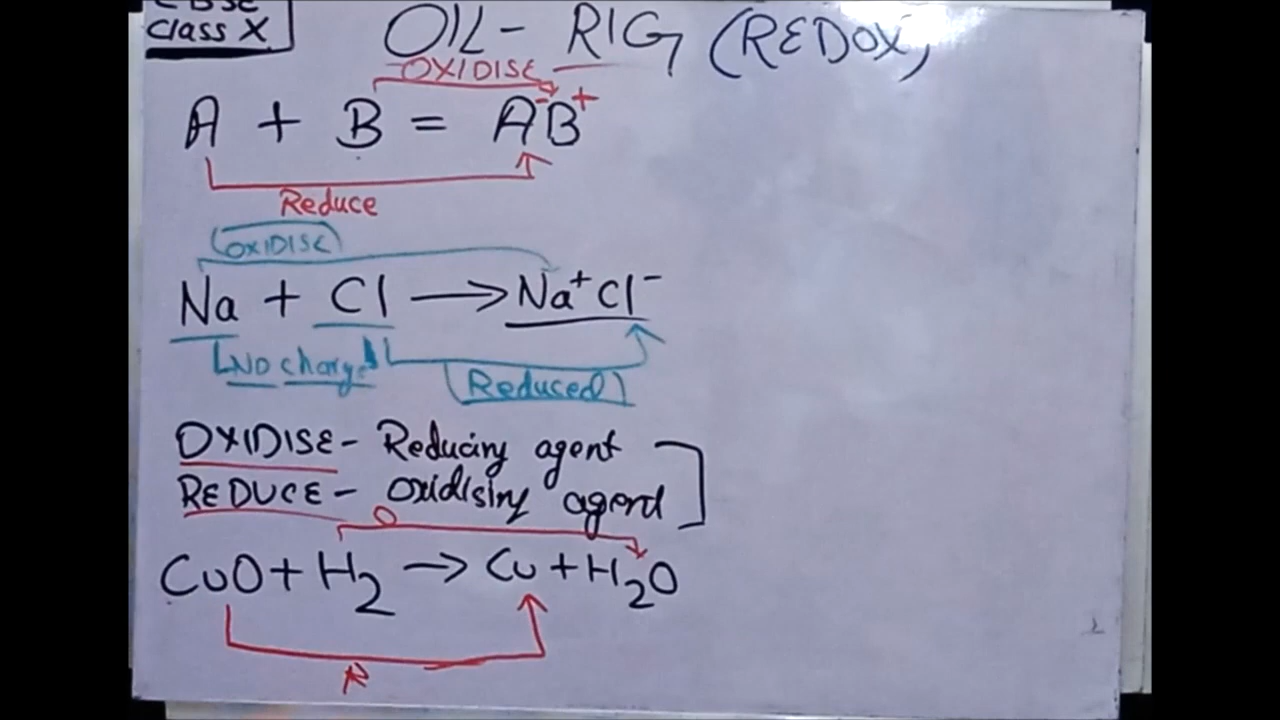 CBSE
Class X
OIL - RIG (REDOX)
OXIDISE
A + B = A⁻B⁺
Reduce
OXIDISE
Na + Cl → Na⁺Cl⁻
NO charge
Reduced
OXIDISE - Reducing agent
REDUCE - Oxidising agent
O
CuO + H₂ → Cu + H₂O
R